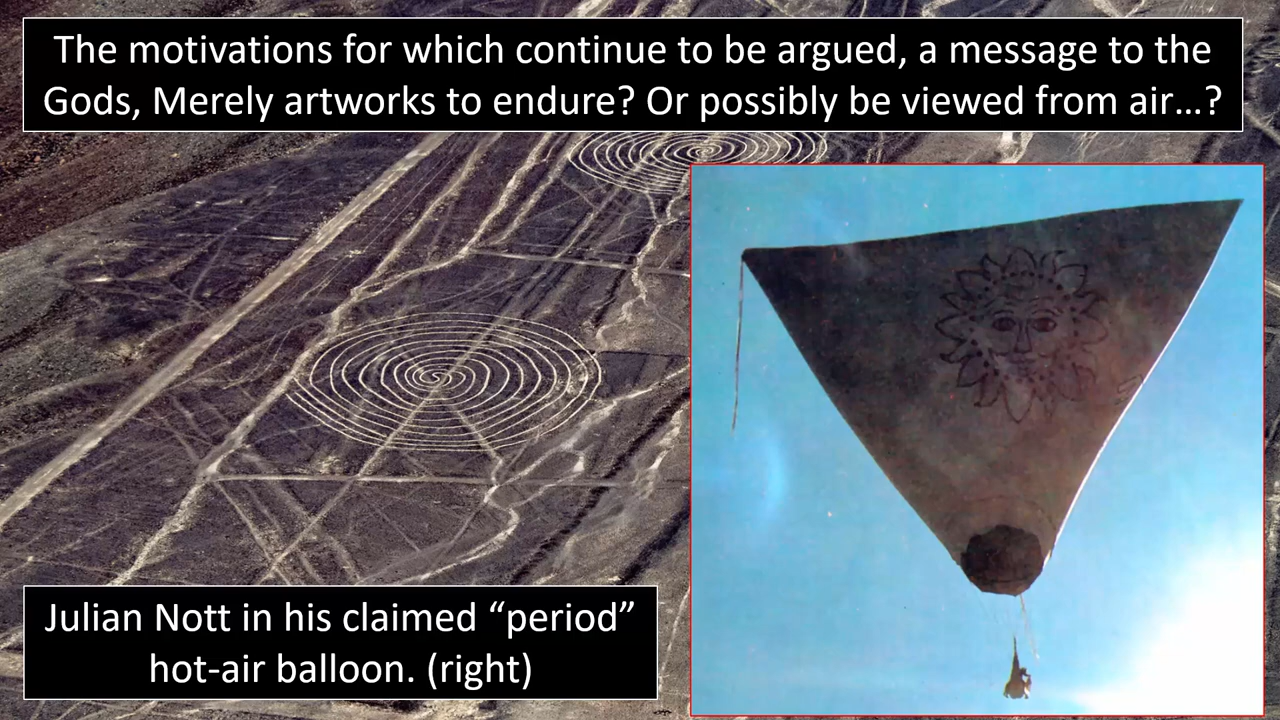 The motivations for which continue to be argued, a message to the
Gods, Merely artworks to endure? Or possibly be viewed from air…?
Julian Nott in his claimed “period”
hot-air balloon. (right)